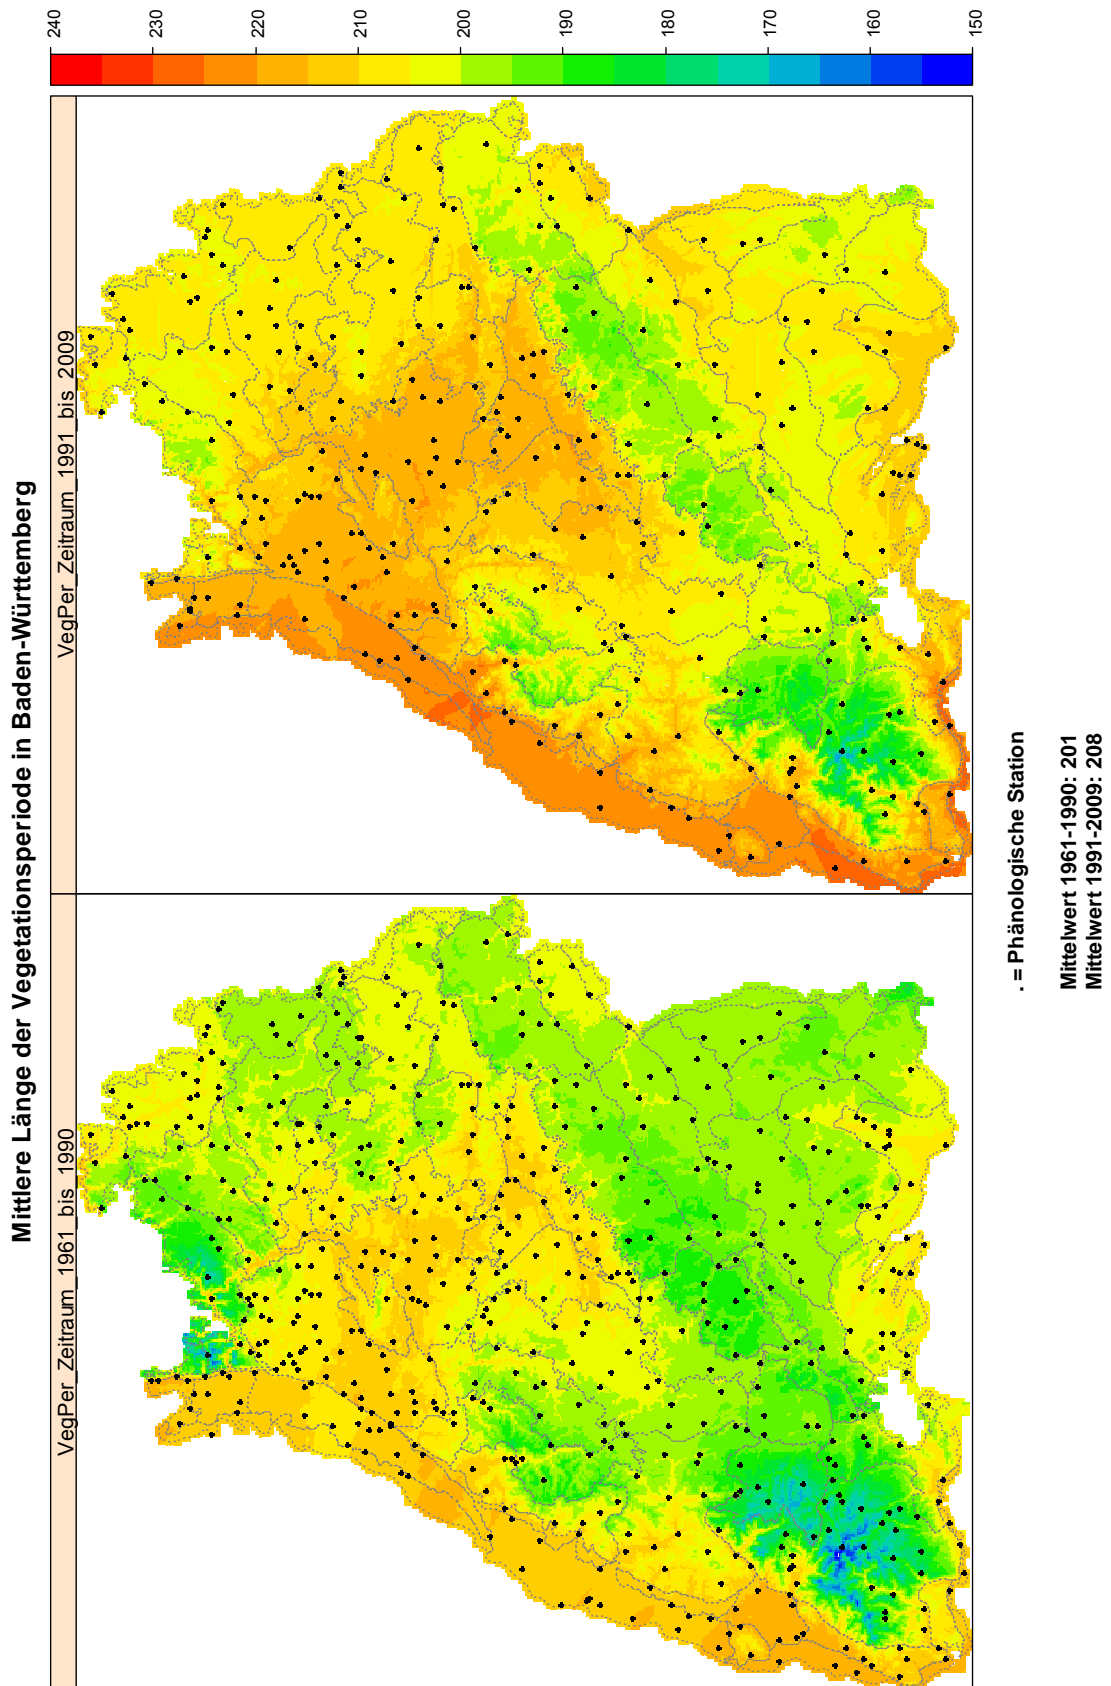 Mittlere Länge der Vegetationsperiode in Baden-Württemberg
VegPer_Zeitraum_1961_bis_1990
VegPer_Zeitraum_1991_bis_2009
240
230
220
210
200
190
180
170
160
150
. = Phänologische Station
Mittelwert 1961-1990: 201
Mittelwert 1991-2009: 208